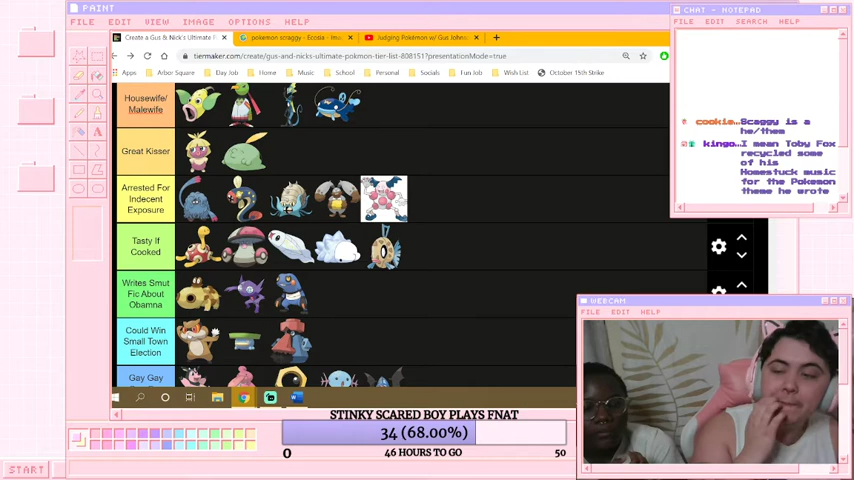 PAINT
FILE EDIT VIEW IMAGE OPTIONS HELP
Create a Gus & Nick's Ultimate P
pokemon scraggy - Ecosia - Ima
Judging Pokémon w/ Gus Johns
tiermaker.com/create/gus-and-nicks-ultimate-pokmon-tier-list-808151?presentationMode=true
Apps Arbor Square Day Job Home Music School Personal Socials Fun Wish List October 15th Strike
Housewife/
Malewife
Great Kisser
Arrested For
Indecent
Exposure
Tasty If
Cooked
Writes Smut
Fic About
Obamna
Could Win
Small Town
Election
Gay Gay
CHAT - NOTEPAD
FILE EDIT SEARCH HELP
cookie... Scaggy is a
he/them
kingo... I mean Toby Fox
recycled some
of his
Homestuck music
for the Pokemon
theme he wrote
WEBCAM
FILE EDIT HELP
STINKY SCARED BOY PLAYS FNAT
34 (68.00%)
0 46 HOURS TO GO 50
START